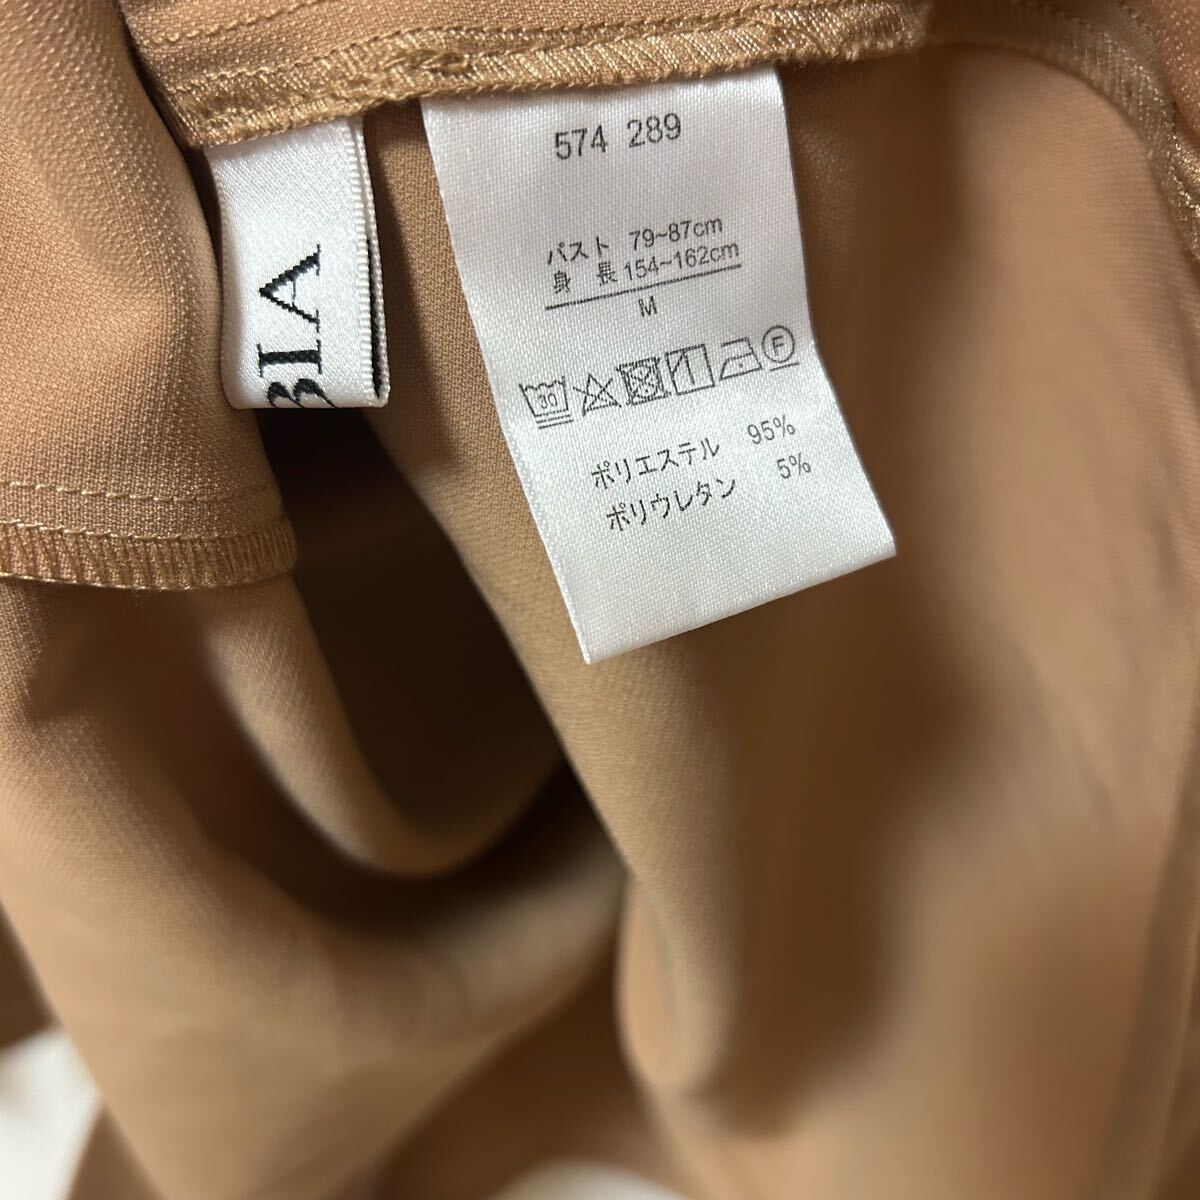 574 289
バスト 79~87cm
身長 154~162cm
M
30
F
ポリエステル 95%
ポリウレタン 5%
BIA